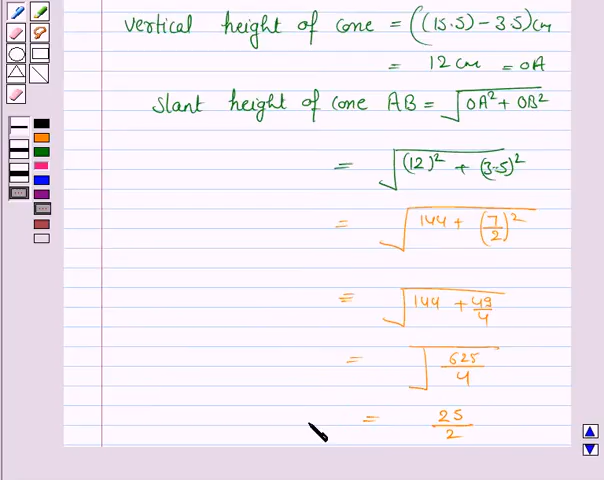 vertical height of cone = ((15.5) - 3.5) cm
= 12 cm = OA
Slant height of cone AB = √(OA² + OB²)
= √((12)² + (3.5)²)
= √(144 + (7/2)²)
= √(144 + 49/4)
= √(625/4)
= 25/2